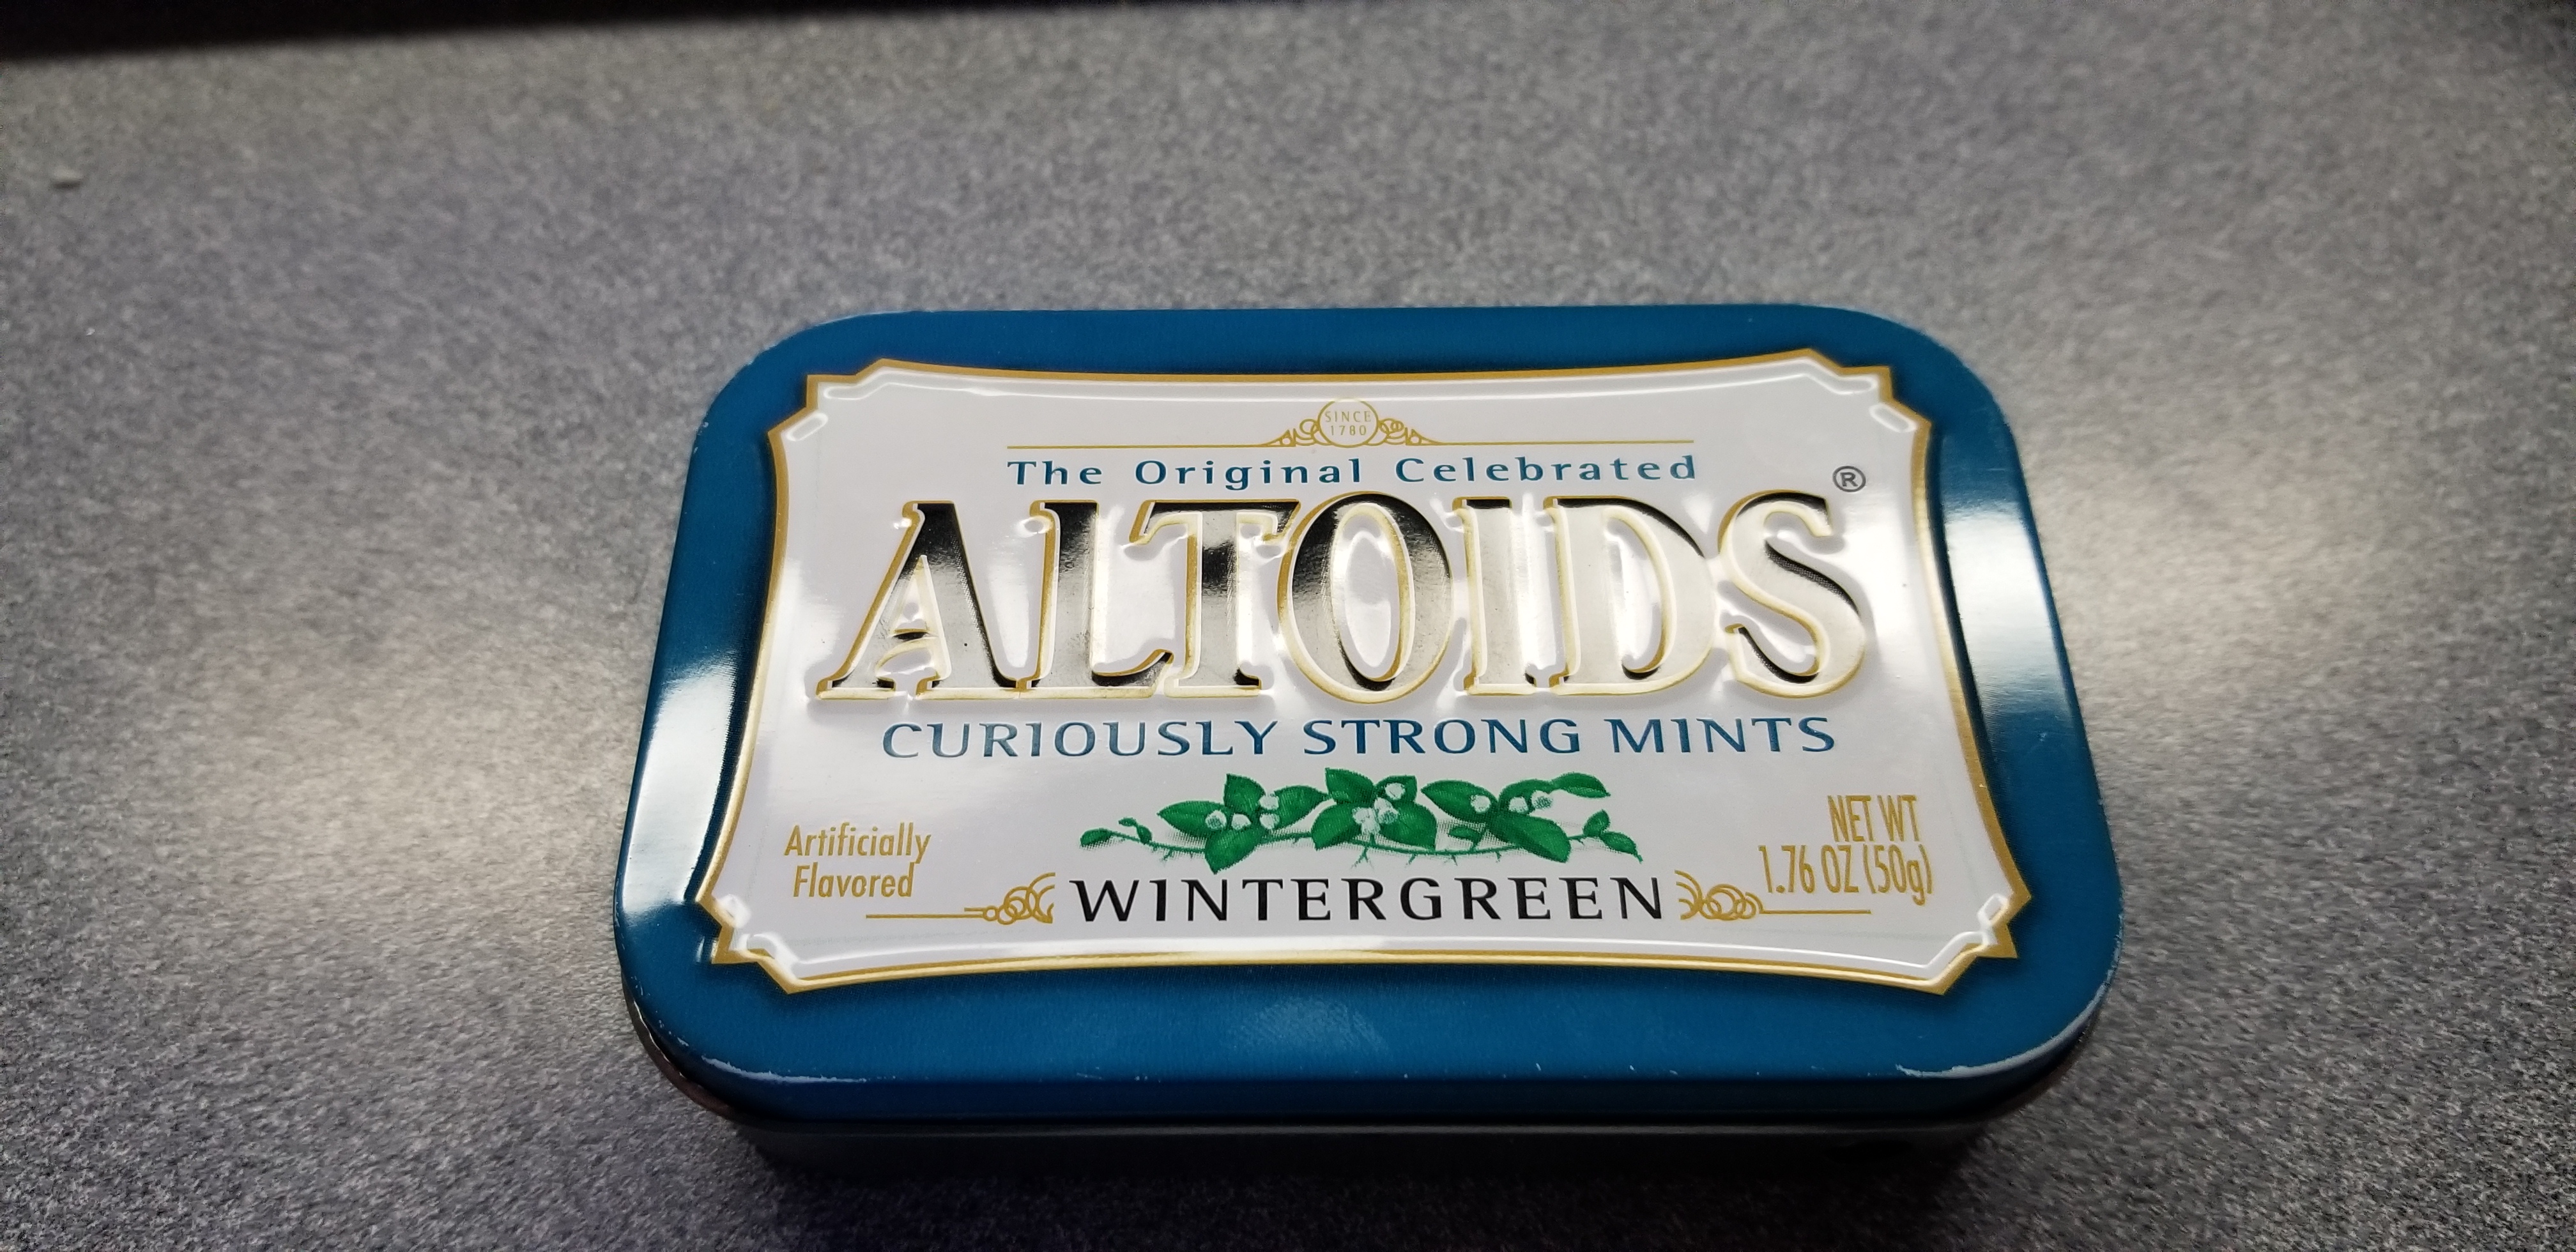 SINCE
1780
The Original Celebrated
ALTOIDS®
CURIOUSLY STRONG MINTS
Artificially
Flavored
WINTERGREEN
NET WT
1.76 OZ (50g)